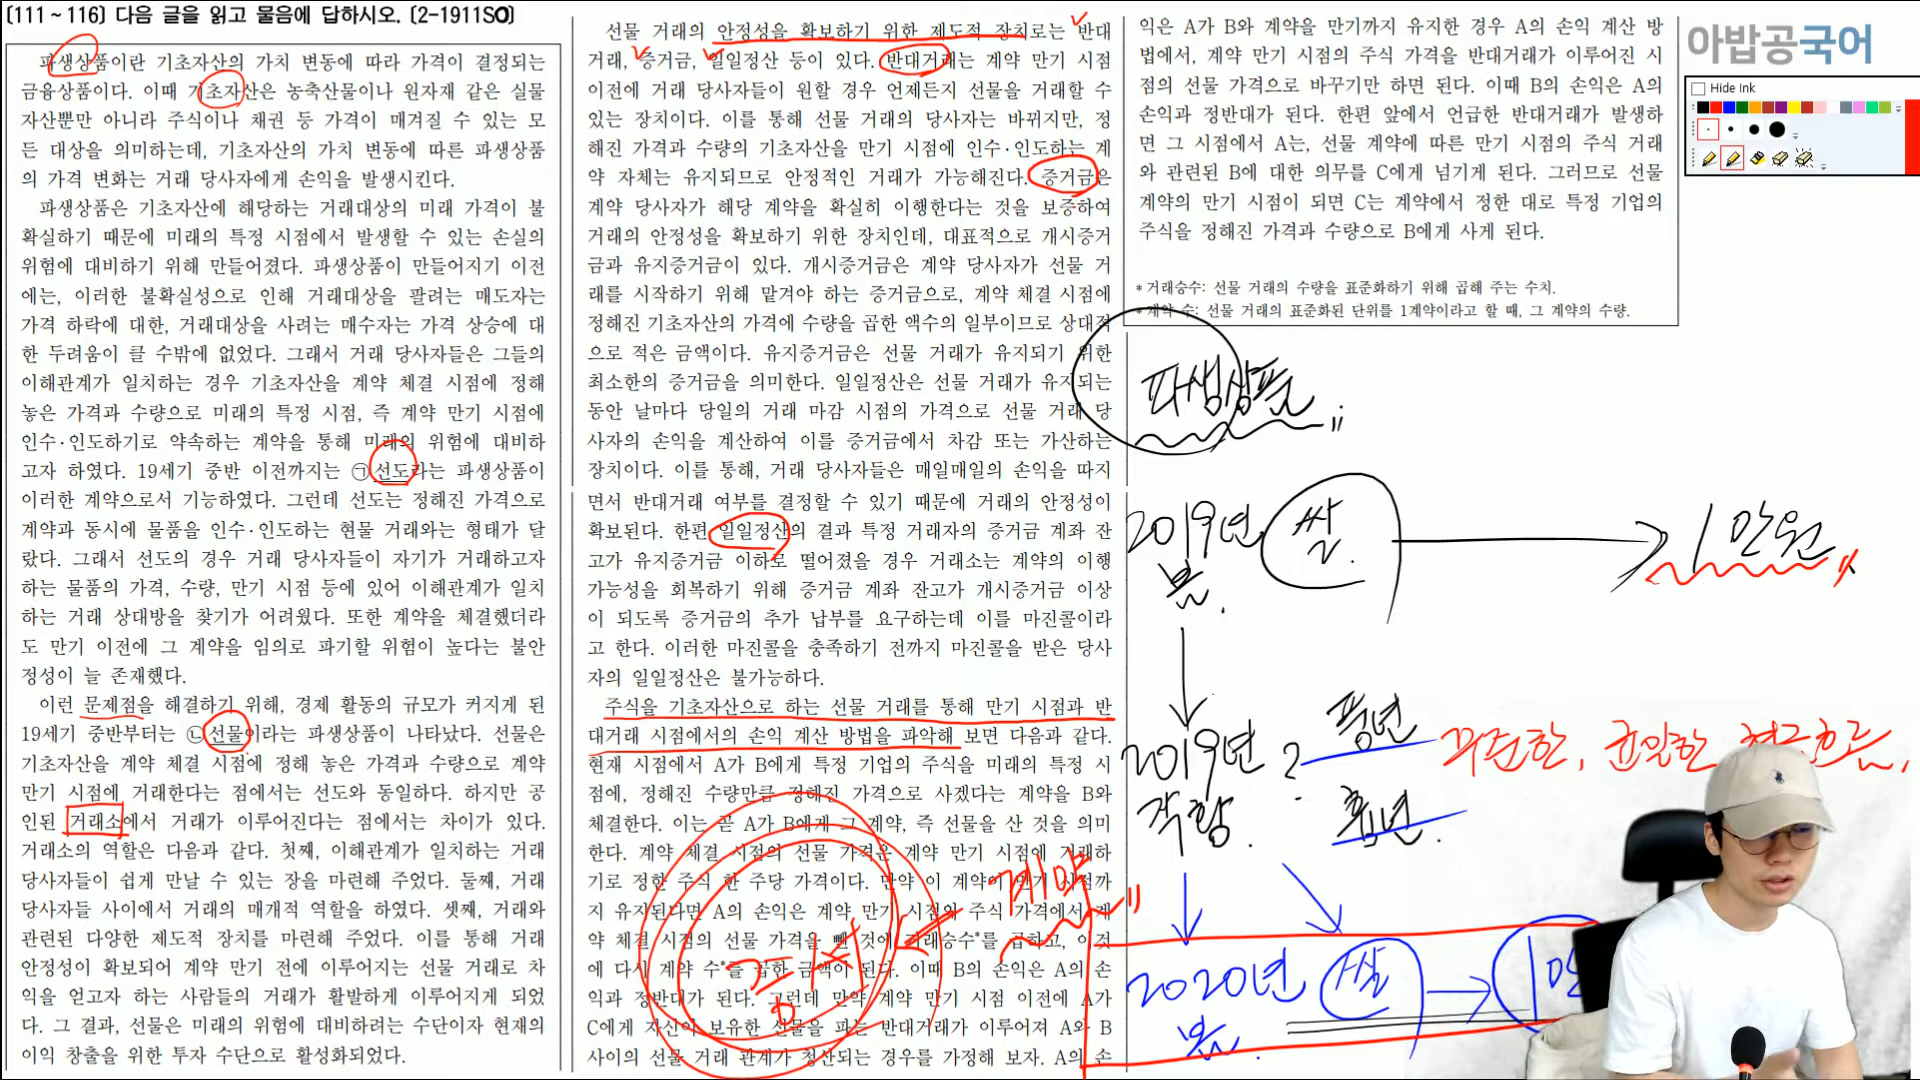 [111～116] 다음 글을 읽고 물음에 답하시오. [2-1911SO]
파생상품이란 기초자산의 가치 변동에 따라 가격이 결정되는
금융상품이다. 이때 기초자산은 농축산물이나 원자재 같은 실물
자산뿐만 아니라 주식이나 채권 등 가격이 매겨질 수 있는 모
든 대상을 의미하는데, 기초자산의 가치 변동에 따른 파생상품
의 가격 변화는 거래 당사자에게 손익을 발생시킨다.
파생상품은 기초자산에 해당하는 거래대상의 미래 가격이 불
확실하기 때문에 미래의 특정 시점에서 발생할 수 있는 손실의
위험에 대비하기 위해 만들어졌다. 파생상품이 만들어지기 이전
에는, 이러한 불확실성으로 인해 거래대상을 팔려는 매도자는
가격 하락에 대한, 거래대상을 사려는 매수자는 가격 상승에 대
한 두려움이 클 수밖에 없었다. 그래서 거래 당사자들은 그들의
이해관계가 일치하는 경우 기초자산을 계약 체결 시점에 정해
놓은 가격과 수량으로 미래의 특정 시점, 즉 계약 만기 시점에
인수·인도하기로 약속하는 계약을 통해 미래의 위험에 대비하
고자 하였다. 19세기 중반 이전까지는 ㉠선도라는 파생상품이
이러한 계약으로서 기능하였다. 그런데 선도는 정해진 가격으로
계약과 동시에 물품을 인수·인도하는 현물 거래와는 형태가 달
랐다. 그래서 선도의 경우 거래 당사자들이 자기가 거래하고자
하는 물품의 가격, 수량, 만기 시점 등에 있어 이해관계가 일치
하는 거래 상대방을 찾기가 어려웠다. 또한 계약을 체결했더라
도 만기 이전에 그 계약을 임의로 파기할 위험이 높다는 불안
정성이 늘 존재했다.
이런 문제점을 해결하기 위해, 경제 활동의 규모가 커지게 된
19세기 중반부터는 ㉡선물이라는 파생상품이 나타났다. 선물은
기초자산을 계약 체결 시점에 정해 놓은 가격과 수량으로 계약
만기 시점에 거래한다는 점에서는 선도와 동일하다. 하지만 공
인된 거래소에서 거래가 이루어진다는 점에서는 차이가 있다.
거래소의 역할은 다음과 같다. 첫째, 이해관계가 일치하는 거래
당사자들이 쉽게 만날 수 있는 장을 마련해 주었다. 둘째, 거래
당사자들 사이에서 거래의 매개적 역할을 하였다. 셋째, 거래와
관련된 다양한 제도적 장치를 마련해 주었다. 이를 통해 거래
안정성이 확보되어 계약 만기 전에 이루어지는 선물 거래로 차
익을 얻고자 하는 사람들의 거래가 활발하게 이루어지게 되었
다. 그 결과, 선물은 미래의 위험에 대비하려는 수단이자 현재의
이익 창출을 위한 투자 수단으로 활성화되었다.
선물 거래의 안정성을 확보하기 위한 제도적 장치로는 반대
거래, 증거금, 일일정산 등이 있다. 반대거래는 계약 만기 시점
이전에 거래 당사자들이 원할 경우 언제든지 선물을 거래할 수
있는 장치이다. 이를 통해 선물 거래의 당사자는 바뀌지만, 정
해진 가격과 수량의 기초자산을 만기 시점에 인수·인도하는 계
약 자체는 유지되므로 안정적인 거래가 가능해진다. 증거금은
계약 당사자가 해당 계약을 확실히 이행한다는 것을 보증하여
거래의 안정성을 확보하기 위한 장치인데, 대표적으로 개시증거
금과 유지증거금이 있다. 개시증거금은 계약 당사자가 선물 거
래를 시작하기 위해 맡겨야 하는 증거금으로, 계약 체결 시점에
정해진 기초자산의 가격에 수량을 곱한 액수의 일부이므로 상대적
으로 적은 금액이다. 유지증거금은 선물 거래가 유지되기 위한
최소한의 증거금을 의미한다. 일일정산은 선물 거래가 유지되는
동안 날마다 당일의 거래 마감 시점의 가격으로 선물 거래 당
사자의 손익을 계산하여 이를 증거금에서 차감 또는 가산하는
장치이다. 이를 통해, 거래 당사자들은 매일매일의 손익을 따지
면서 반대거래 여부를 결정할 수 있기 때문에 거래의 안정성이
확보된다. 한편 일일정산의 결과 특정 거래자의 증거금 계좌 잔
고가 유지증거금 이하로 떨어졌을 경우 거래소는 계약의 이행
가능성을 회복하기 위해 증거금 계좌 잔고가 개시증거금 이상
이 되도록 증거금의 추가 납부를 요구하는데 이를 마진콜이라
고 한다. 이러한 마진콜을 충족하기 전까지 마진콜을 받은 당사
자의 일일정산은 불가능하다.
주식을 기초자산으로 하는 선물 거래를 통해 만기 시점과 반
대거래 시점에서의 손익 계산 방법을 파악해 보면 다음과 같다.
현재 시점에서 A가 B에게 특정 기업의 주식을 미래의 특정 시
점에, 정해진 수량만큼 정해진 가격으로 사겠다는 계약을 B와
체결한다. 이는 곧 A가 B에게 그 계약, 즉 선물을 산 것을 의미
한다. 계약 체결 시점의 선물 가격은 계약 만기 시점에 거래하
기로 정한 주식 한 주당 가격이다. 만약 이 계약이 만기 시점까
지 유지된다면 A의 손익은 계약 만기 시점의 주식 가격에서 계
약 체결 시점의 선물 가격을 뺀 것에 거래승수*를 곱하고, 이것
에 다시 계약 수*를 곱한 금액이 된다. 이때 B의 손익은 A의 손
익과 정반대가 된다. 그런데 만약 계약 만기 시점 이전에 A가
C에게 자신이 보유한 선물을 파는 반대거래가 이루어져 A와 B
사이의 선물 거래 관계가 청산되는 경우를 가정해 보자. A의 손
익은 A가 B와 계약을 만기까지 유지한 경우 A의 손익 계산 방
법에서, 계약 만기 시점의 주식 가격을 반대거래가 이루어진 시
점의 선물 가격으로 바꾸기만 하면 된다. 이때 B의 손익은 A의
손익과 정반대가 된다. 한편 앞에서 언급한 반대거래가 발생하
면 그 시점에서 A는, 선물 계약에 따른 만기 시점의 주식 거래
와 관련된 B에 대한 의무를 C에게 넘기게 된다. 그러므로 선물
계약의 만기 시점이 되면 C는 계약에서 정한 대로 특정 기업의
주식을 정해진 가격과 수량으로 B에게 사게 된다.
* 거래승수: 선물 거래의 수량을 표준화하기 위해 곱해 주는 수치.
* 계약 수: 선물 거래의 표준화된 단위를 1계약이라고 할 때, 그 계약의 수량.
아밥공국어
Hide Ink
파생상품
2019년 봄. 쌀. 1만원
2019년 가을. ? 풍년 흉년.
꾸준한, 균일한 현금흐름,
계약
2020년 봄. 쌀